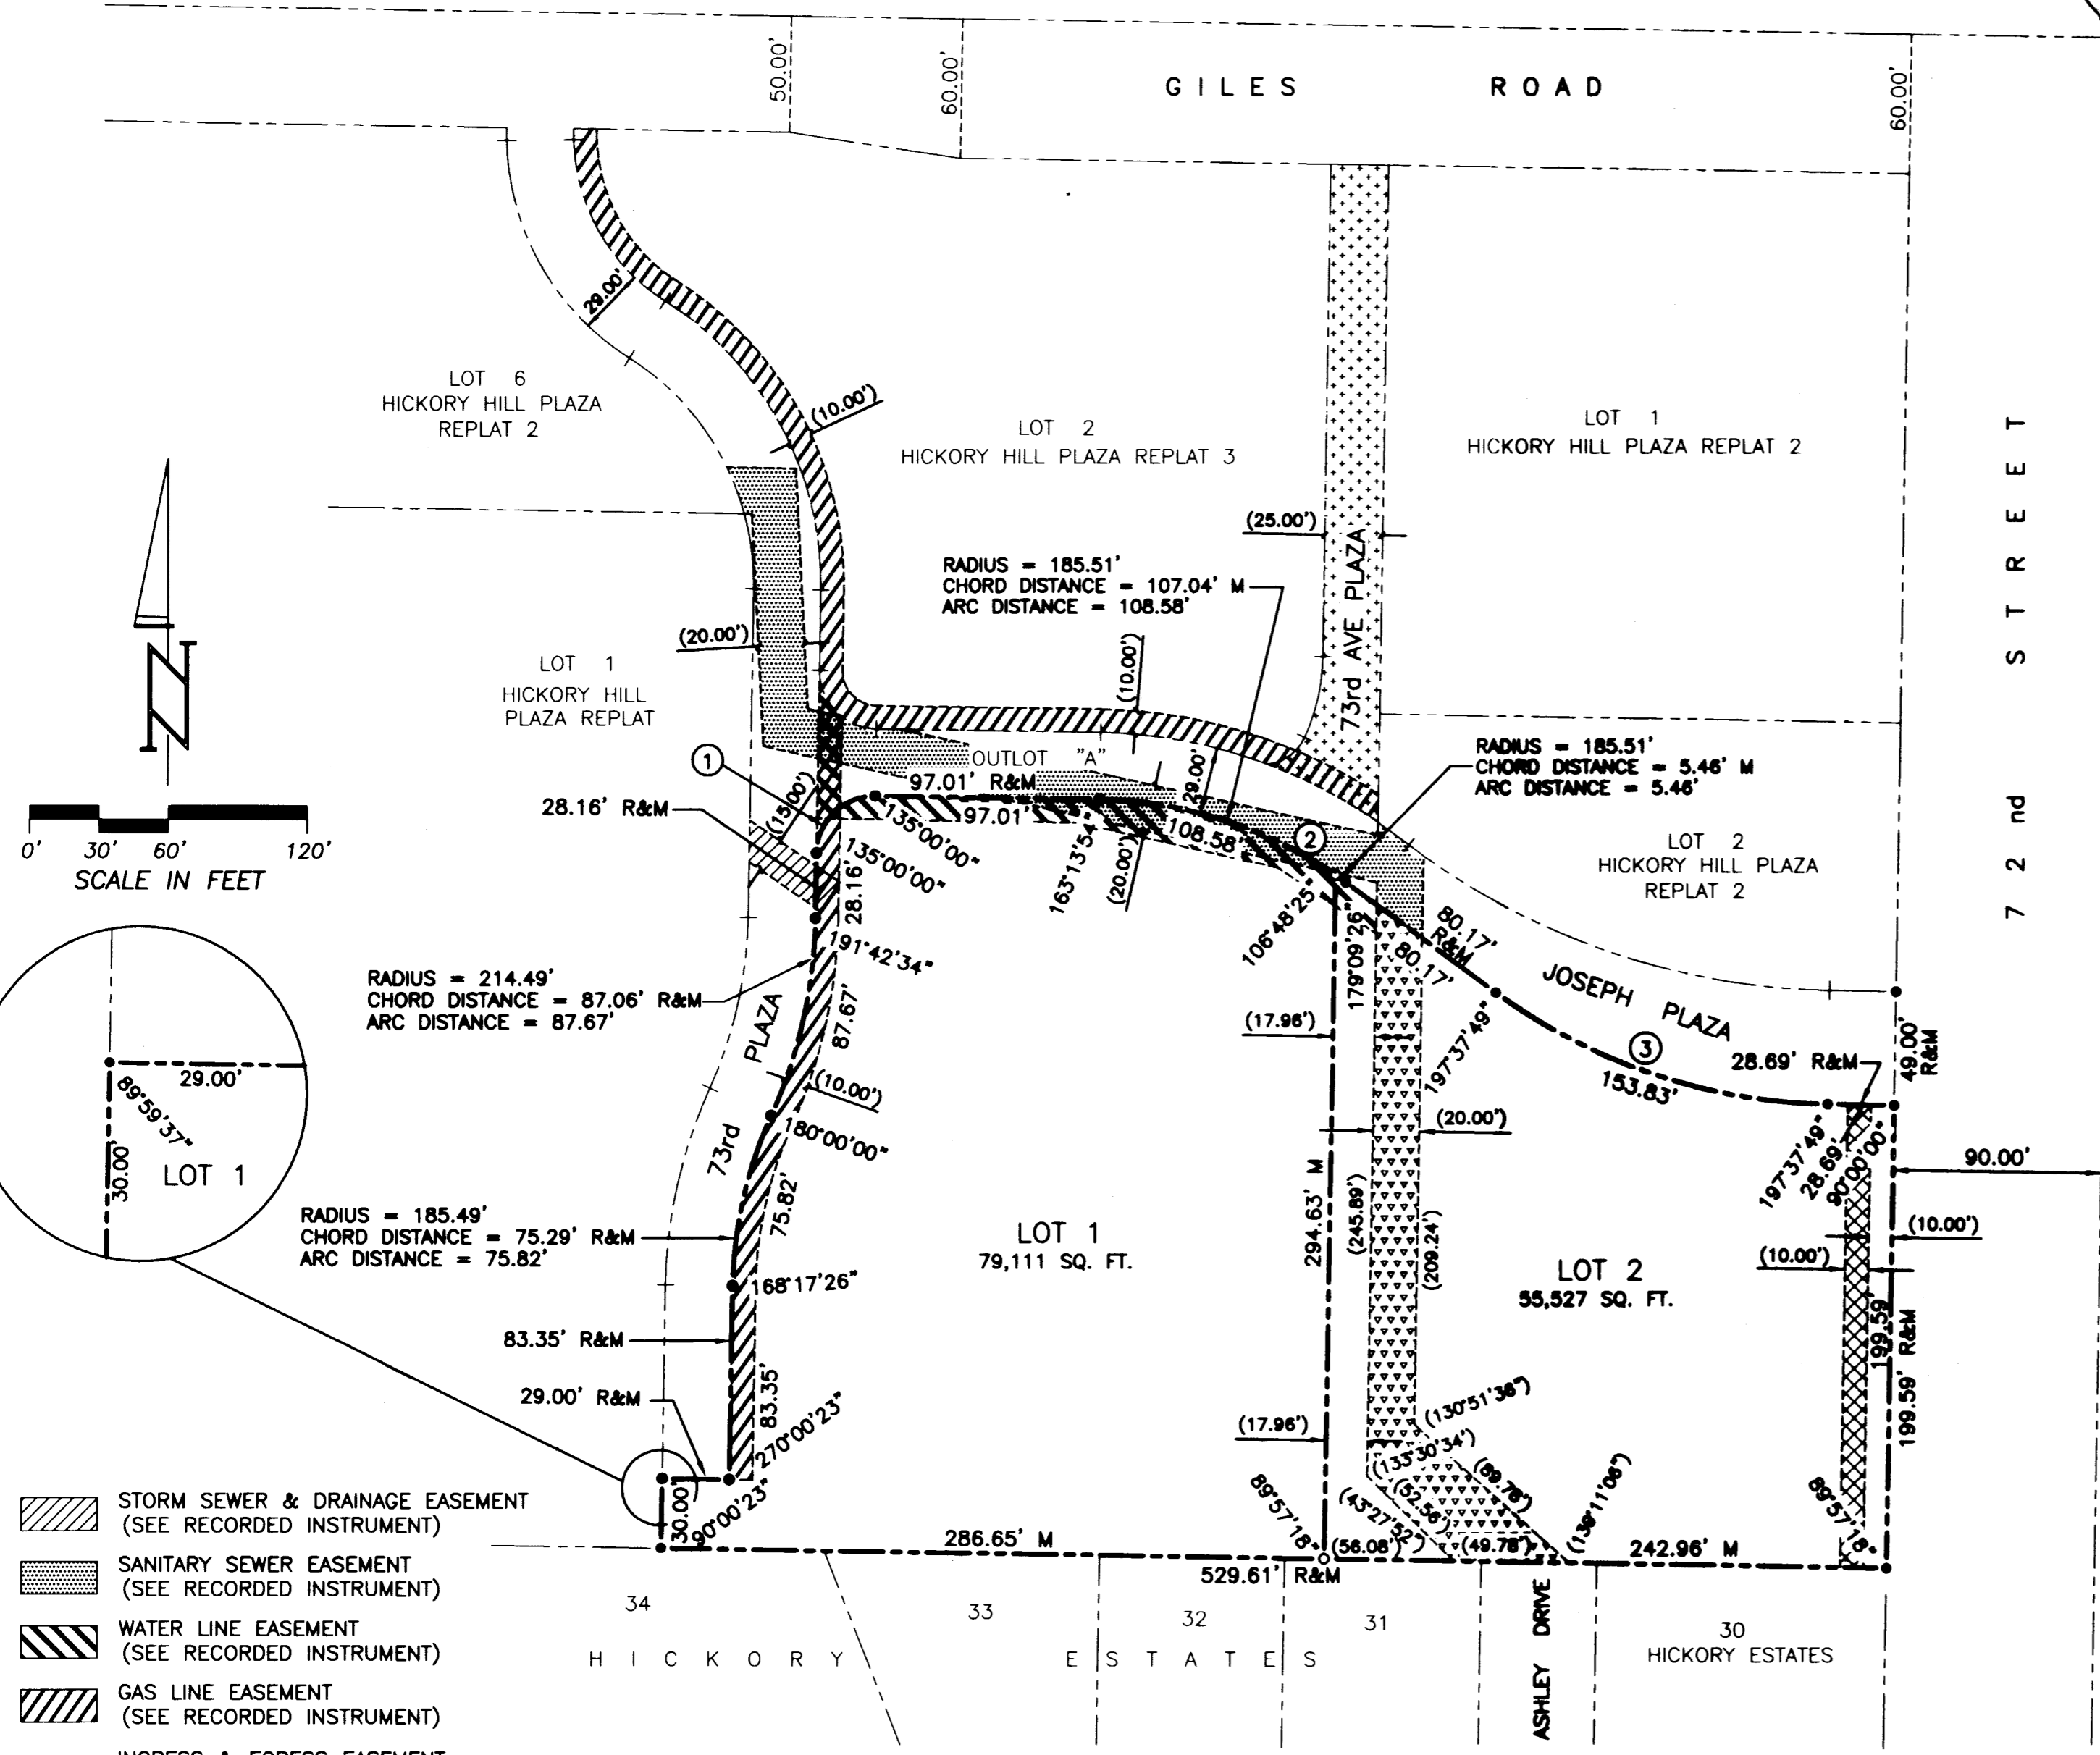 50.00'
60.00'
GILES ROAD
60.00'
29.00'
LOT 6
HICKORY HILL PLAZA
REPLAT 2
(10.00')
LOT 2
HICKORY HILL PLAZA REPLAT 3
LOT 1
HICKORY HILL PLAZA REPLAT 2
72nd STREET
(25.00')
73rd AVE PLAZA
RADIUS = 185.51'
CHORD DISTANCE = 107.04' M
ARC DISTANCE = 108.58'
(20.00')
(10.00')
LOT 1
HICKORY HILL
PLAZA REPLAT
N
1
OUTLOT "A"
29.00'
RADIUS = 185.51'
CHORD DISTANCE = 5.46' M
ARC DISTANCE = 5.46'
97.01' R&M
28.16' R&M
(15.00')
97.01'
135°00'00"
135°00'00"
163°13'54"
(20.00')
108.58'
2
0' 30' 60' 120'
SCALE IN FEET
LOT 2
HICKORY HILL PLAZA
REPLAT 2
28.16'
191°42'34"
106°48'25"
179°09'26"
80.17'
R&M
80.17'
JOSEPH PLAZA
RADIUS = 214.49'
CHORD DISTANCE = 87.06' R&M
ARC DISTANCE = 87.67'
87.67'
73rd PLAZA
(10.00')
(17.96')
197°37'49"
3
153.83'
28.69' R&M
49.00'
R&M
29.00'
89°59'37"
30.00'
LOT 1
180°00'00"
(20.00')
197°37'49"
28.69'
90°00'00"
90.00'
RADIUS = 185.49'
CHORD DISTANCE = 75.29' R&M
ARC DISTANCE = 75.82'
75.82'
LOT 1
79,111 SQ. FT.
294.63' M
(245.89')
(209.24')
LOT 2
55,527 SQ. FT.
(10.00')
(10.00')
168°17'26"
83.35' R&M
83.35'
199.59'
199.59' R&M
29.00' R&M
270°00'23"
(17.96')
(130°51'36")
(133°30'34")
(89.78')
(52.56')
(43°27'52")
(139°11'08")
89°57'18"
89°57'18"
30.00'
90°00'23"
286.65' M
(56.08')
(49.78')
242.96' M
529.61' R&M
STORM SEWER & DRAINAGE EASEMENT
(SEE RECORDED INSTRUMENT)
SANITARY SEWER EASEMENT
(SEE RECORDED INSTRUMENT)
WATER LINE EASEMENT
(SEE RECORDED INSTRUMENT)
GAS LINE EASEMENT
(SEE RECORDED INSTRUMENT)
INGRESS & EGRESS EASEMENT
34
33
32
31
30
HICKORY ESTATES
HICKORY ESTATES
ASHLEY DRIVE